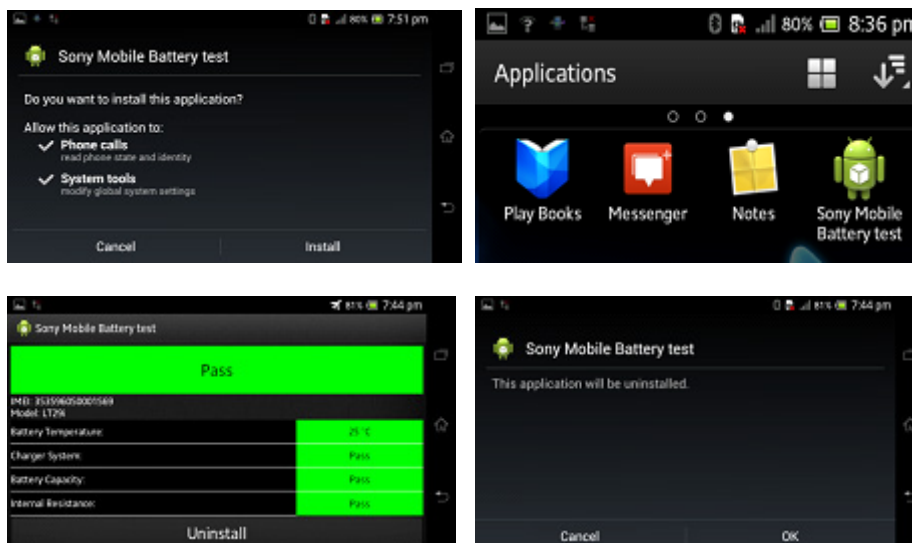 80% 7:51 pm
Sony Mobile Battery test
Do you want to install this application?
Allow this application to:
Phone calls
read phone state and identity
System tools
modify global system settings
Cancel Install
80% 8:36 pm
Applications
Play Books Messenger Notes Sony Mobile
Battery test
81% 7:44 pm
Sony Mobile Battery test
Pass
IMEI: 353596050001569
Model: LT29i
Battery Temperature: 25 °C
Charger System: Pass
Battery Capacity: Pass
Internal Resistance: Pass
Uninstall
81% 7:44 pm
Sony Mobile Battery test
This application will be uninstalled.
Cancel OK